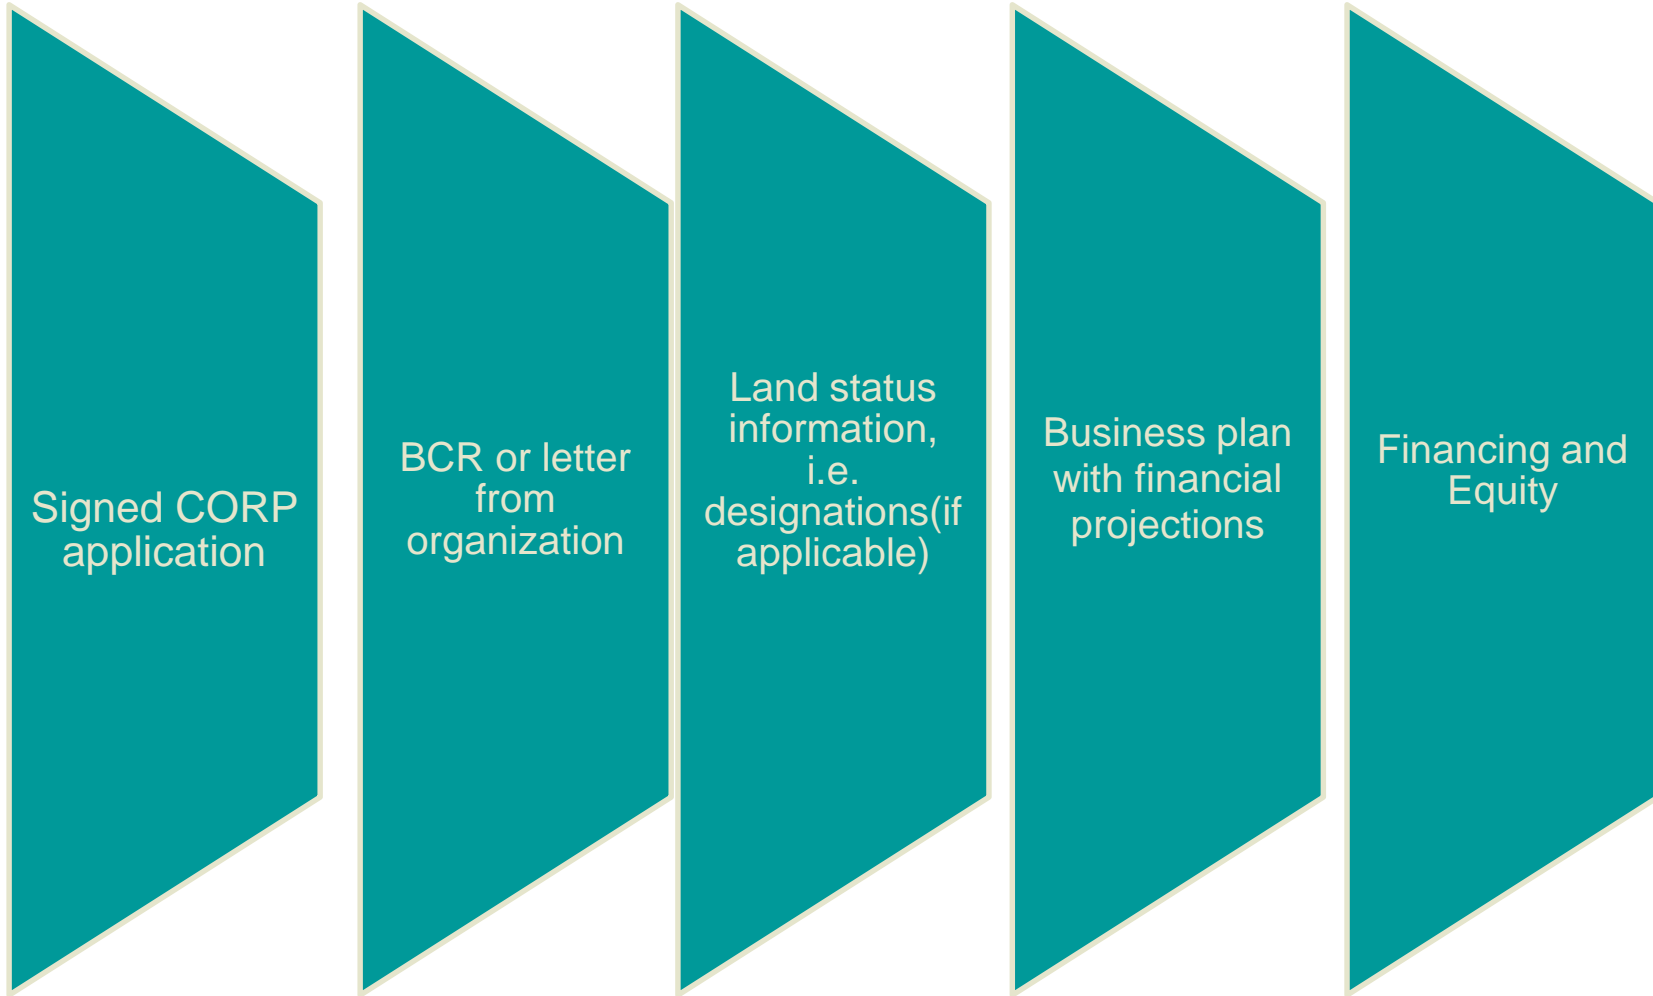 Signed CORP
application
BCR or letter
from
organization
Land status
information,
i.e.
designations(if
applicable)
Business plan
with financial
projections
Financing and
Equity